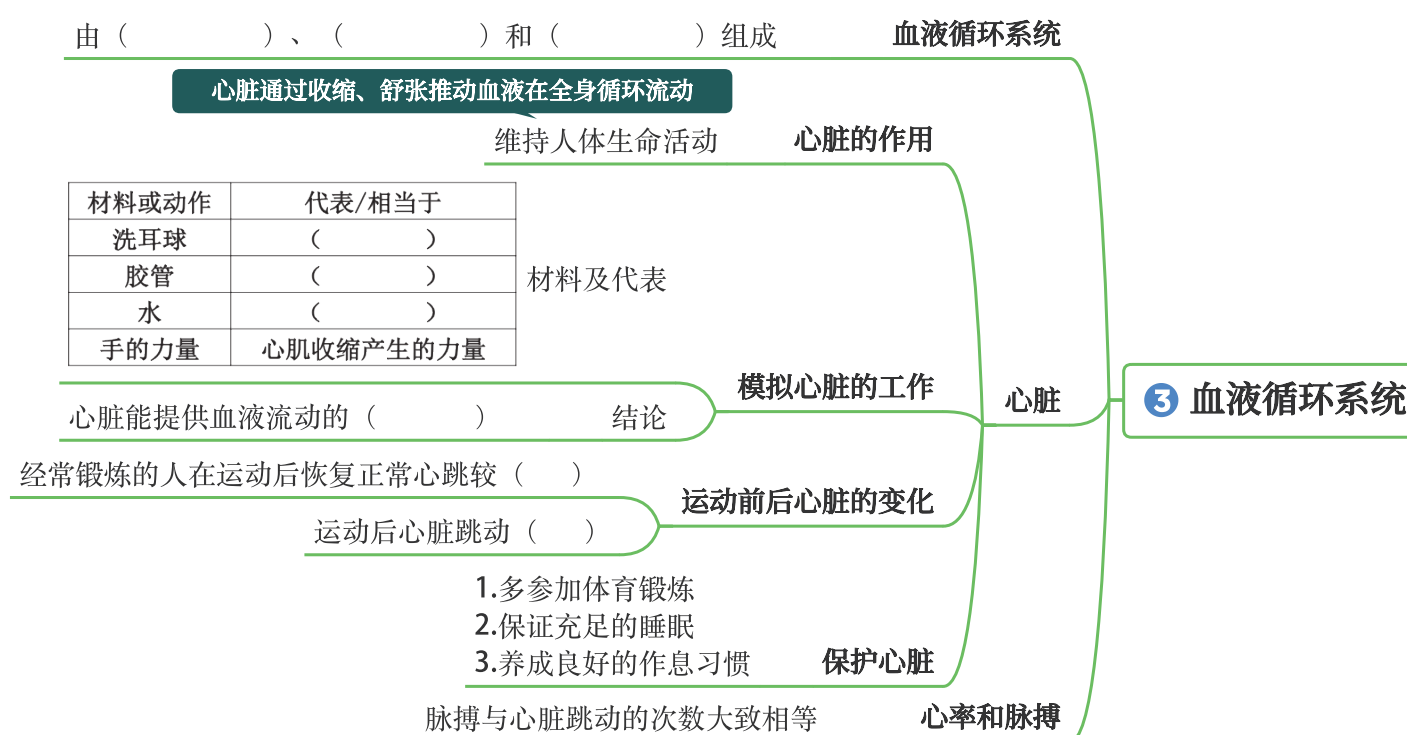 由（　　　）、（　　　）和（　　　）组成
血液循环系统
心脏通过收缩、舒张推动血液在全身循环流动
维持人体生命活动
心脏的作用
材料或动作 代表/相当于
洗耳球 （　　　）
胶管 （　　　）
水 （　　　）
手的力量 心肌收缩产生的力量
材料及代表
模拟心脏的工作
心脏能提供血液流动的（　　　）
结论
心脏
3 血液循环系统
经常锻炼的人在运动后恢复正常心跳较（　）
运动后心脏跳动（　）
运动前后心脏的变化
1.多参加体育锻炼
2.保证充足的睡眠
3.养成良好的作息习惯
保护心脏
脉搏与心脏跳动的次数大致相等
心率和脉搏